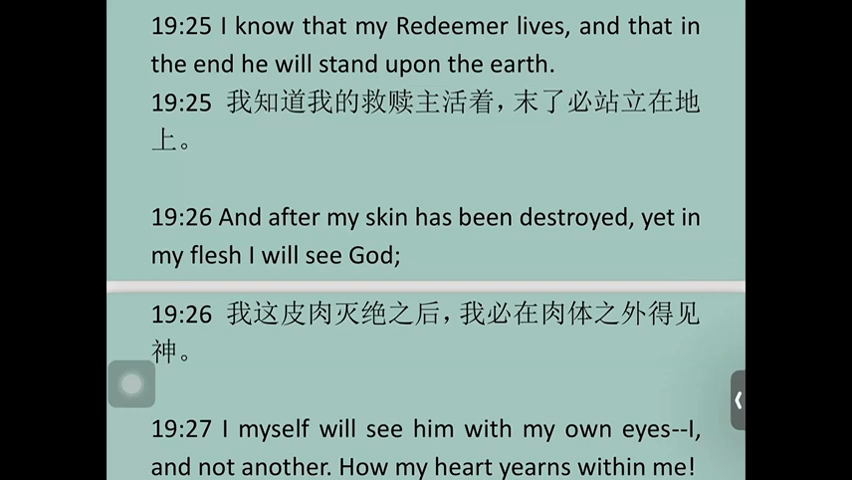 19:25 I know that my Redeemer lives, and that in
the end he will stand upon the earth.
19:25 我知道我的救赎主活着，末了必站立在地
上。
19:26 And after my skin has been destroyed, yet in
my flesh I will see God;
19:26 我这皮肉灭绝之后，我必在肉体之外得见
神。
19:27 I myself will see him with my own eyes--I,
and not another. How my heart yearns within me!